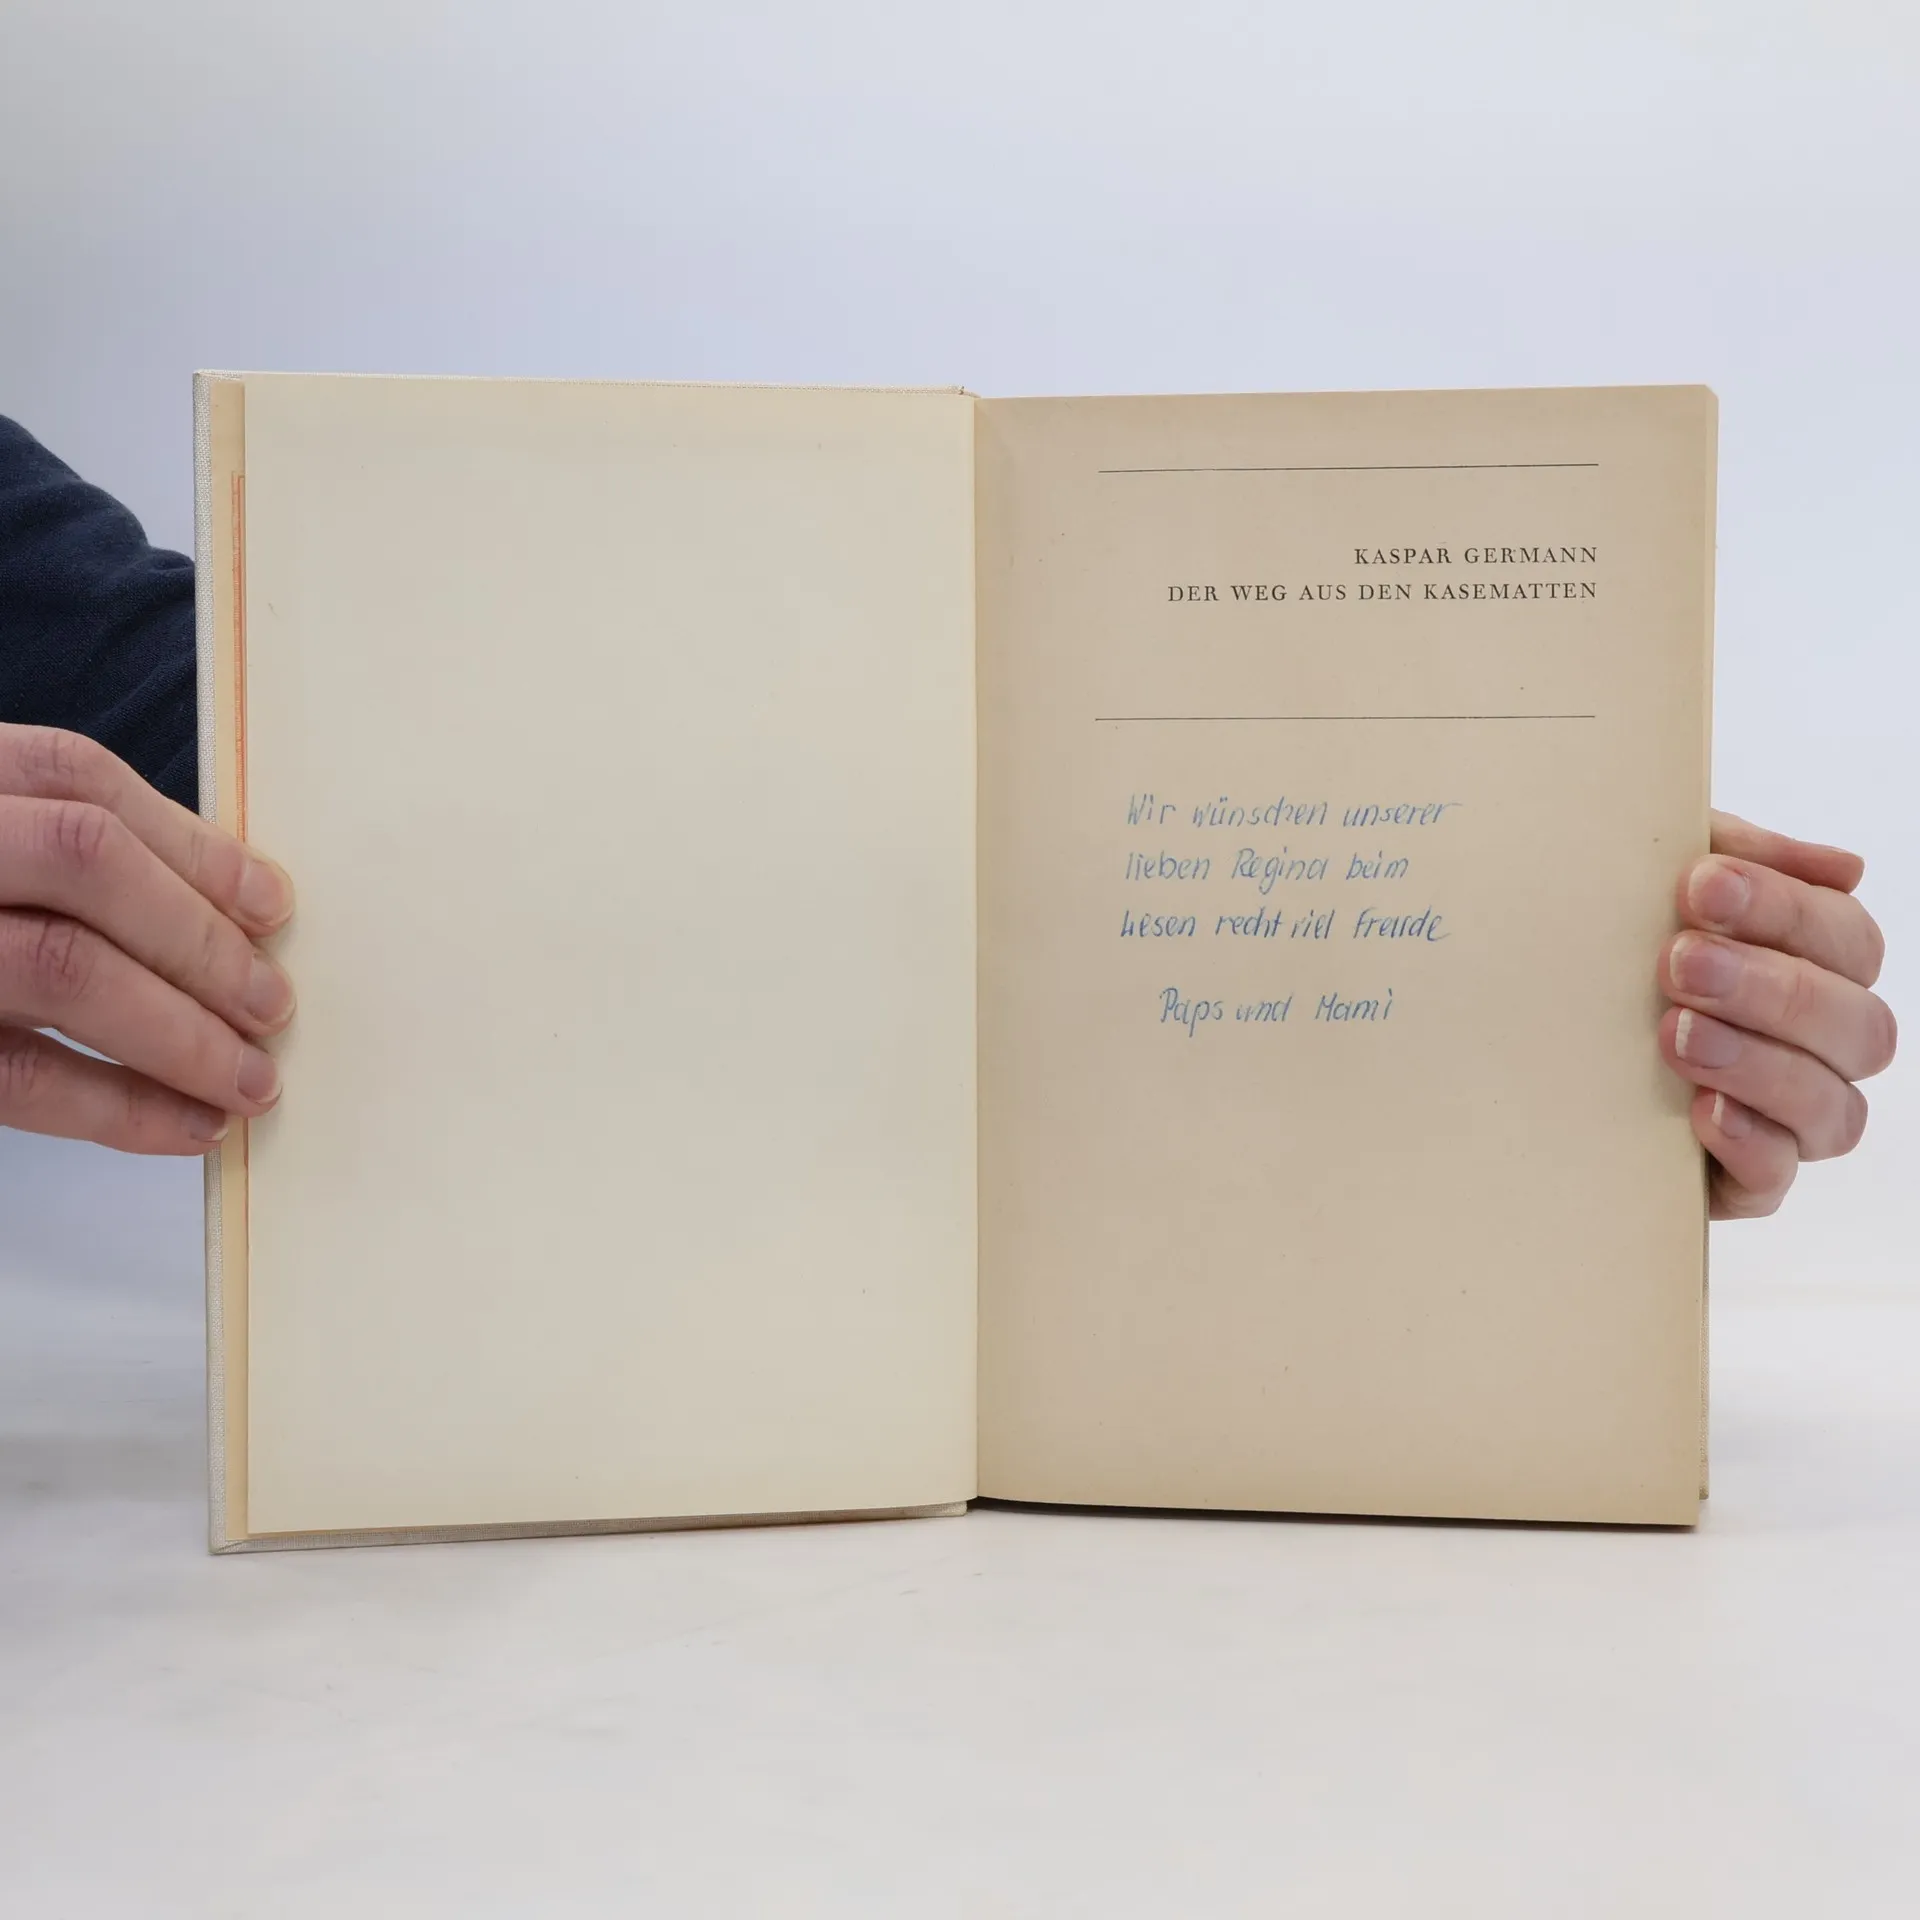 KASPAR GERMANN
DER WEG AUS DEN KASEMATTEN
Wir wünschen unserer
lieben Regina beim
Lesen recht viel Freude
Paps und Mami